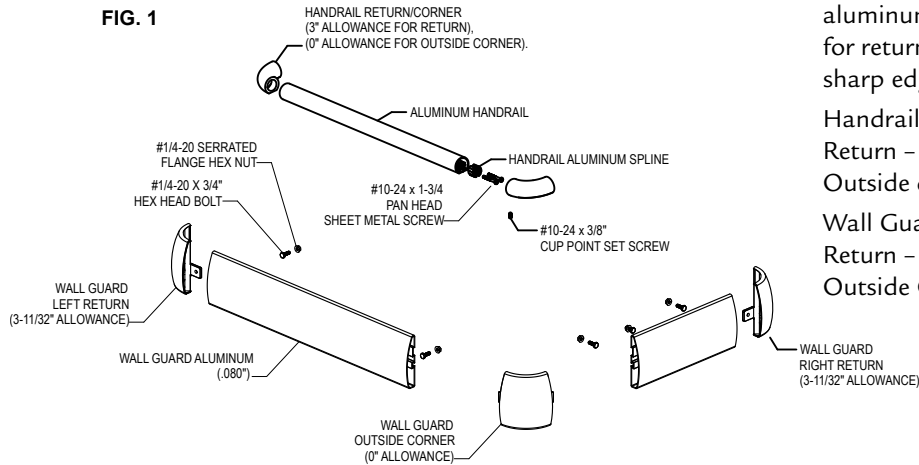 FIG. 1
HANDRAIL RETURN/CORNER
(3" ALLOWANCE FOR RETURN),
(0" ALLOWANCE FOR OUTSIDE CORNER).
ALUMINUM HANDRAIL
#1/4-20 SERRATED
FLANGE HEX NUT
HANDRAIL ALUMINUM SPLINE
#1/4-20 X 3/4"
HEX HEAD BOLT
#10-24 x 1-3/4
PAN HEAD
SHEET METAL SCREW
#10-24 x 3/8"
CUP POINT SET SCREW
WALL GUARD
LEFT RETURN
(3-11/32" ALLOWANCE)
WALL GUARD ALUMINUM
(.080")
WALL GUARD
RIGHT RETURN
(3-11/32" ALLOWANCE)
WALL GUARD
OUTSIDE CORNER
(0" ALLOWANCE)
aluminum
for return
sharp ed
Handrail
Return –
Outside
Wall Gua
Return –
Outside